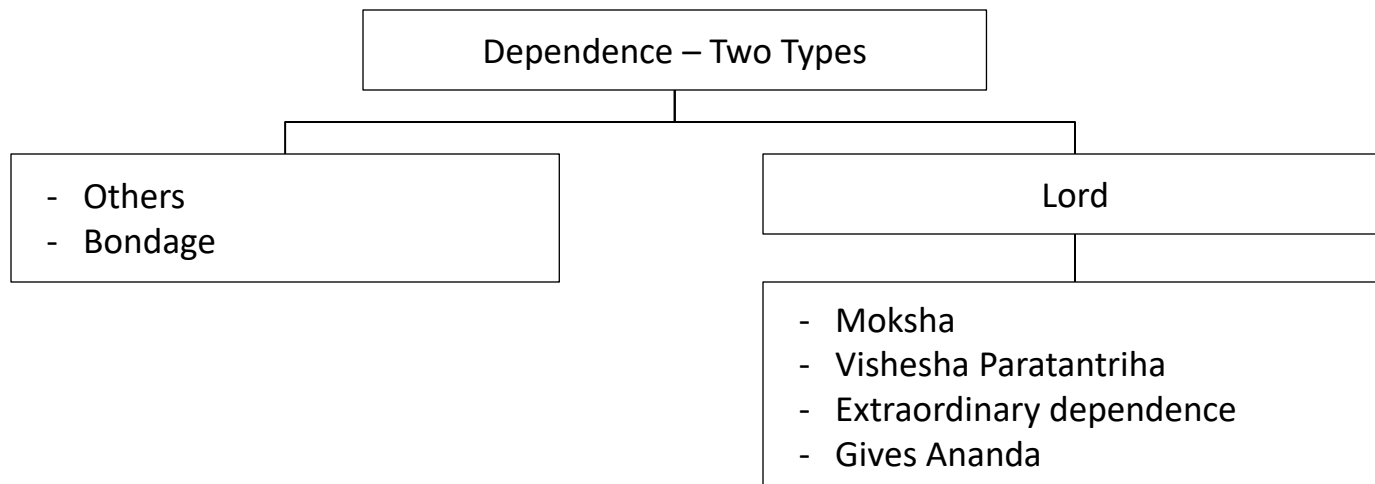 Dependence – Two Types
- Others
- Bondage
Lord
- Moksha
- Vishesha Paratantriha
- Extraordinary dependence
- Gives Ananda